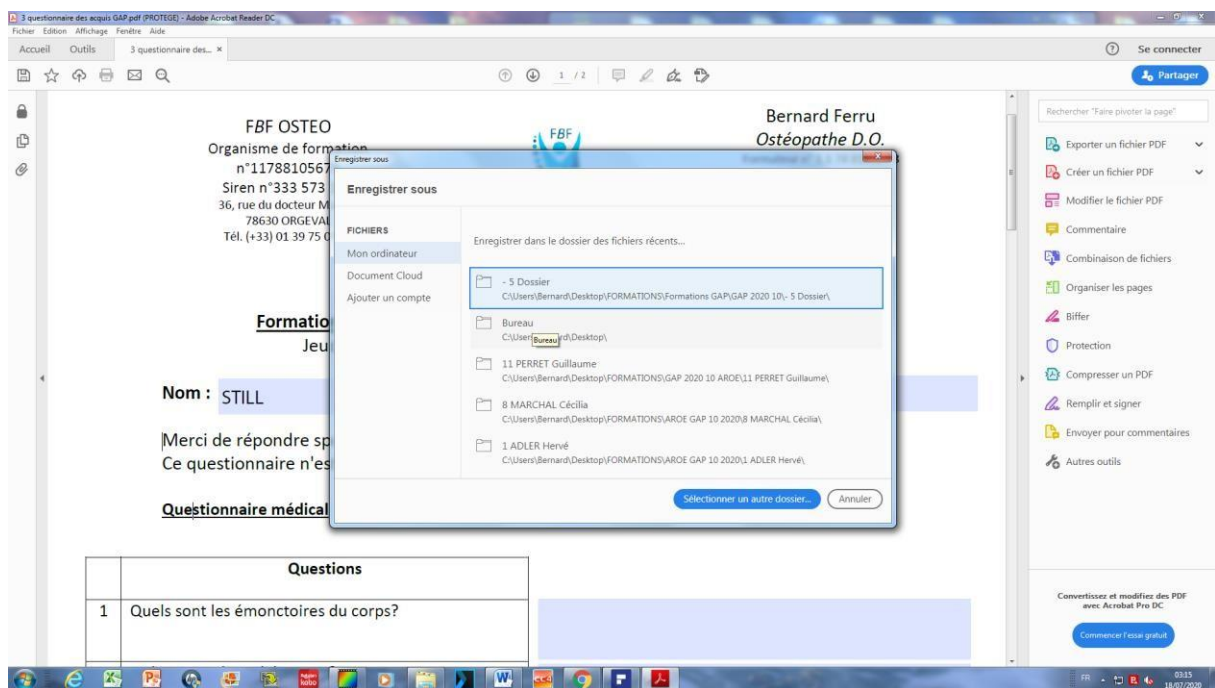 3 questionnaire des acquis GAP.pdf (PROTEGE) - Adobe Acrobat Reader DC
Fichier Edition Affichage Fenêtre Aide
Accueil Outils 3 questionnaire des... × Se connecter
1 / 2 Partager
FBF OSTEO
Organisme de formation
n°1178810567
Siren n°333 573
36, rue du docteur M
78630 ORGEVAL
Tél. (+33) 01 39 75 0
FBF
Bernard Ferru
Ostéopathe D.O.
Enregistrer sous
Enregistrer sous
FICHIERS
Mon ordinateur
Document Cloud
Ajouter un compte
Enregistrer dans le dossier des fichiers récents...
- 5 Dossier
C:\Users\Bernard\Desktop\FORMATIONS\Formations GAP\GAP 2020 10\- 5 Dossier\
Bureau
C:\Users rd\Desktop\
Bureau
11 PERRET Guillaume
C:\Users\Bernard\Desktop\FORMATIONS\GAP 2020 10 AROE\11 PERRET Guillaume\
8 MARCHAL Cécilia
C:\Users\Bernard\Desktop\FORMATIONS\AROE GAP 10 2020\8 MARCHAL Cécilia\
1 ADLER Hervé
C:\Users\Bernard\Desktop\FORMATIONS\AROE GAP 10 2020\1 ADLER Hervé\
Sélectionner un autre dossier... Annuler
Formatio
Jeu
Nom : STILL
Merci de répondre sp
Ce questionnaire n'es
Questionnaire médical
Questions
1 Quels sont les émonctoires du corps?
Rechercher "Faire pivoter la page"
Exporter un fichier PDF
Créer un fichier PDF
Modifier le fichier PDF
Commentaire
Combinaison de fichiers
Organiser les pages
Biffer
Protection
Compresser un PDF
Remplir et signer
Envoyer pour commentaires
Autres outils
Convertissez et modifiez des PDF
avec Acrobat Pro DC
Commencer l'essai gratuit
FR
03:15
18/07/2020